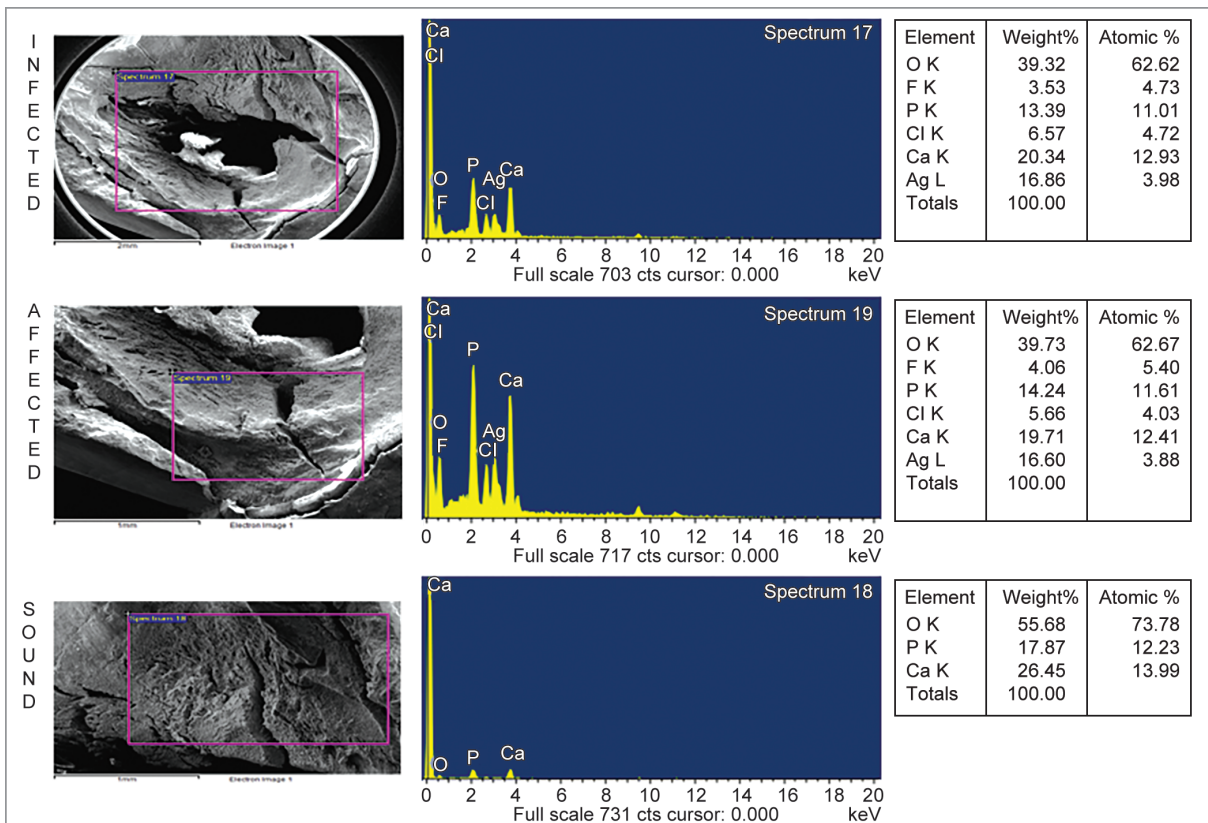 INFECTED
Spectrum 17
2mm
Electron Image 1
Ca
Cl
Spectrum 17
O
F
P
Ag
Cl
Ca
0 2 4 6 8 10 12 14 16 18 20
Full scale 703 cts cursor: 0.000 keV
Element Weight% Atomic %
O K 39.32 62.62
F K 3.53 4.73
P K 13.39 11.01
Cl K 6.57 4.72
Ca K 20.34 12.93
Ag L 16.86 3.98
Totals 100.00
AFFECTED
Spectrum 19
1mm
Electron Image 1
Ca
Cl
Spectrum 19
O
F
P
Ag
Cl
Ca
0 2 4 6 8 10 12 14 16 18 20
Full scale 717 cts cursor: 0.000 keV
Element Weight% Atomic %
O K 39.73 62.67
F K 4.06 5.40
P K 14.24 11.61
Cl K 5.66 4.03
Ca K 19.71 12.41
Ag L 16.60 3.88
Totals 100.00
SOUND
Spectrum 18
1mm
Electron Image 1
Ca
Spectrum 18
O
P
Ca
0 2 4 6 8 10 12 14 16 18 20
Full scale 731 cts cursor: 0.000 keV
Element Weight% Atomic %
O K 55.68 73.78
P K 17.87 12.23
Ca K 26.45 13.99
Totals 100.00